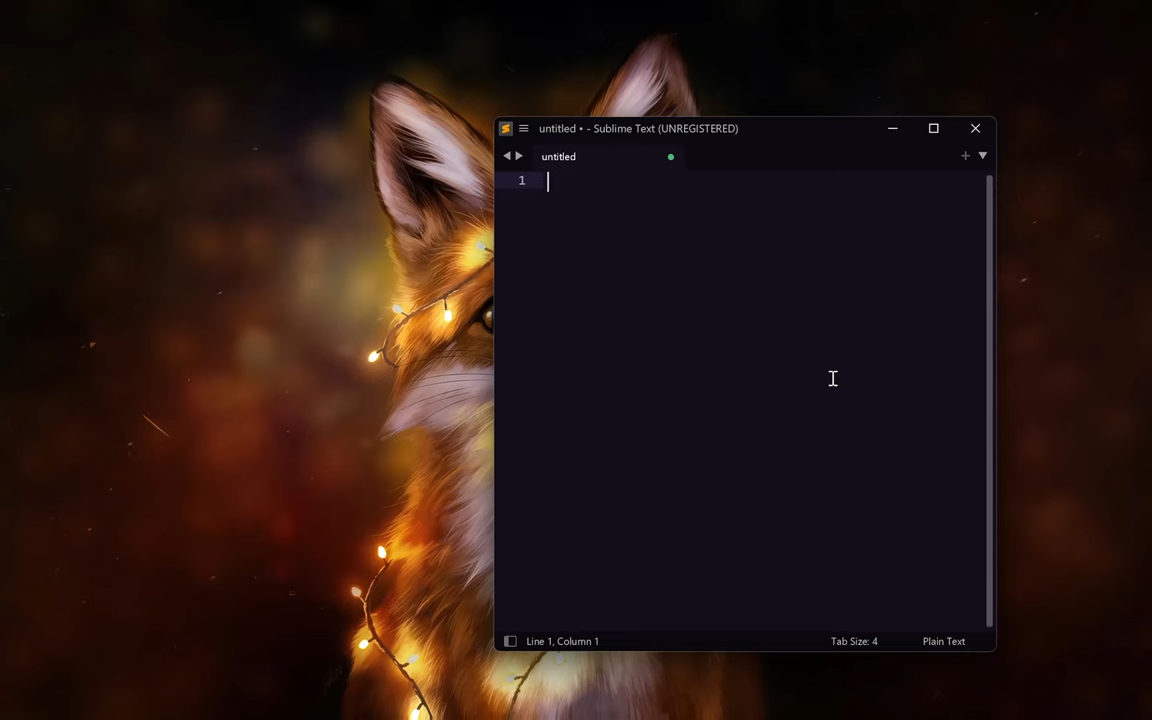 untitled • - Sublime Text (UNREGISTERED)
untitled
1
Line 1, Column 1
Tab Size: 4
Plain Text